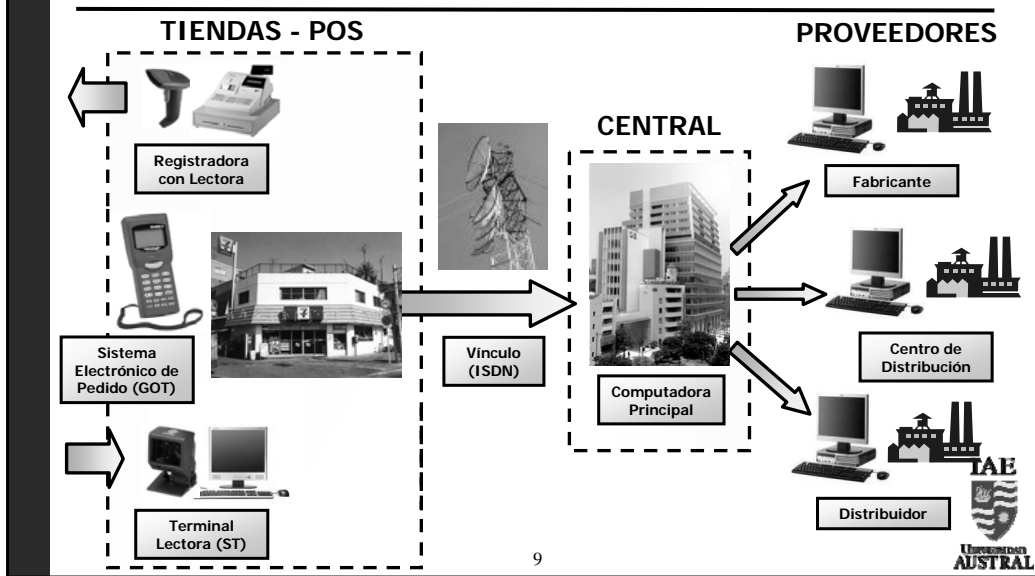 TIENDAS - POS
Registradora
con Lectora
Sistema
Electrónico de
Pedido (GOT)
Terminal
Lectora (ST)
Vínculo
(ISDN)
CENTRAL
Computadora
Principal
PROVEEDORES
Fabricante
Centro de
Distribución
Distribuidor
9
IAE
Universidad
AUSTRAL